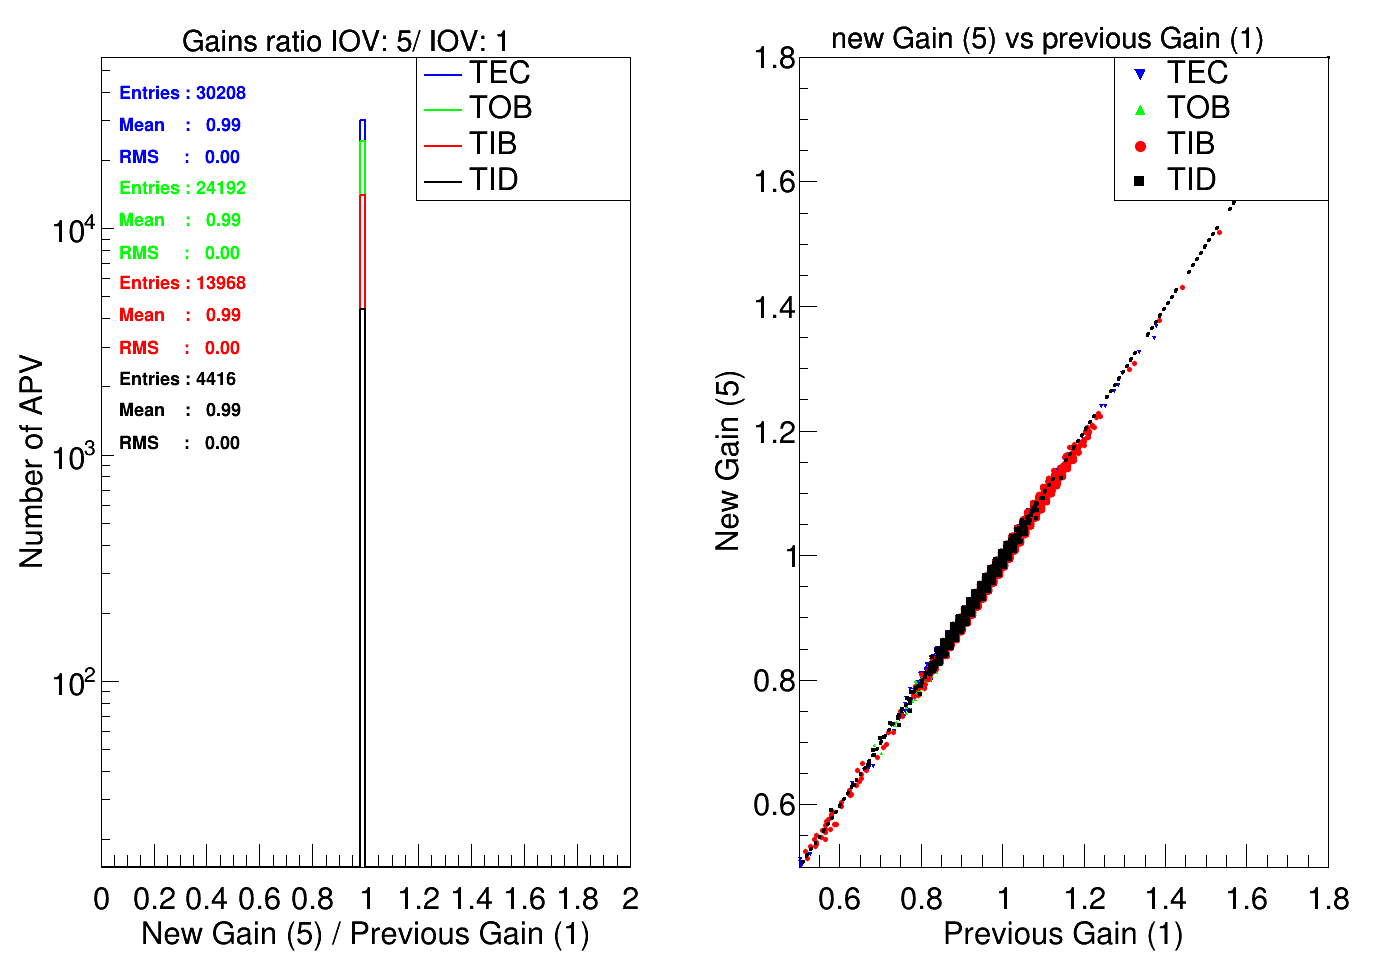 Gains ratio IOV: 5/ IOV: 1
TEC
TOB
TIB
TID
Entries : 30208
Mean : 0.99
RMS : 0.00
Entries : 24192
Mean : 0.99
RMS : 0.00
Entries : 13968
Mean : 0.99
RMS : 0.00
Entries : 4416
Mean : 0.99
RMS : 0.00
Number of APV
10^4
10^3
10^2
0 0.2 0.4 0.6 0.8 1 1.2 1.4 1.6 1.8 2
New Gain (5) / Previous Gain (1)
new Gain (5) vs previous Gain (1)
TEC
TOB
TIB
TID
New Gain (5)
1.8
1.6
1.4
1.2
1
0.8
0.6
0.6 0.8 1 1.2 1.4 1.6 1.8
Previous Gain (1)